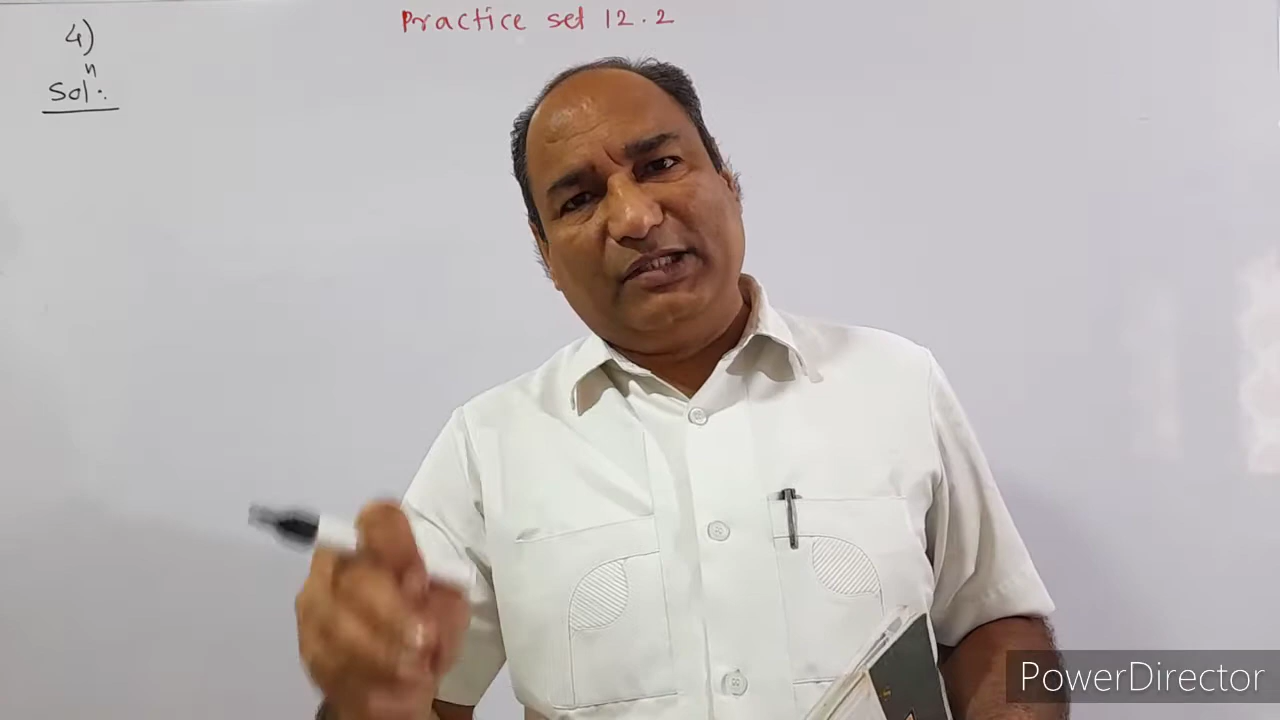 Practice set 12.2
4)
Solⁿ.
PowerDirector